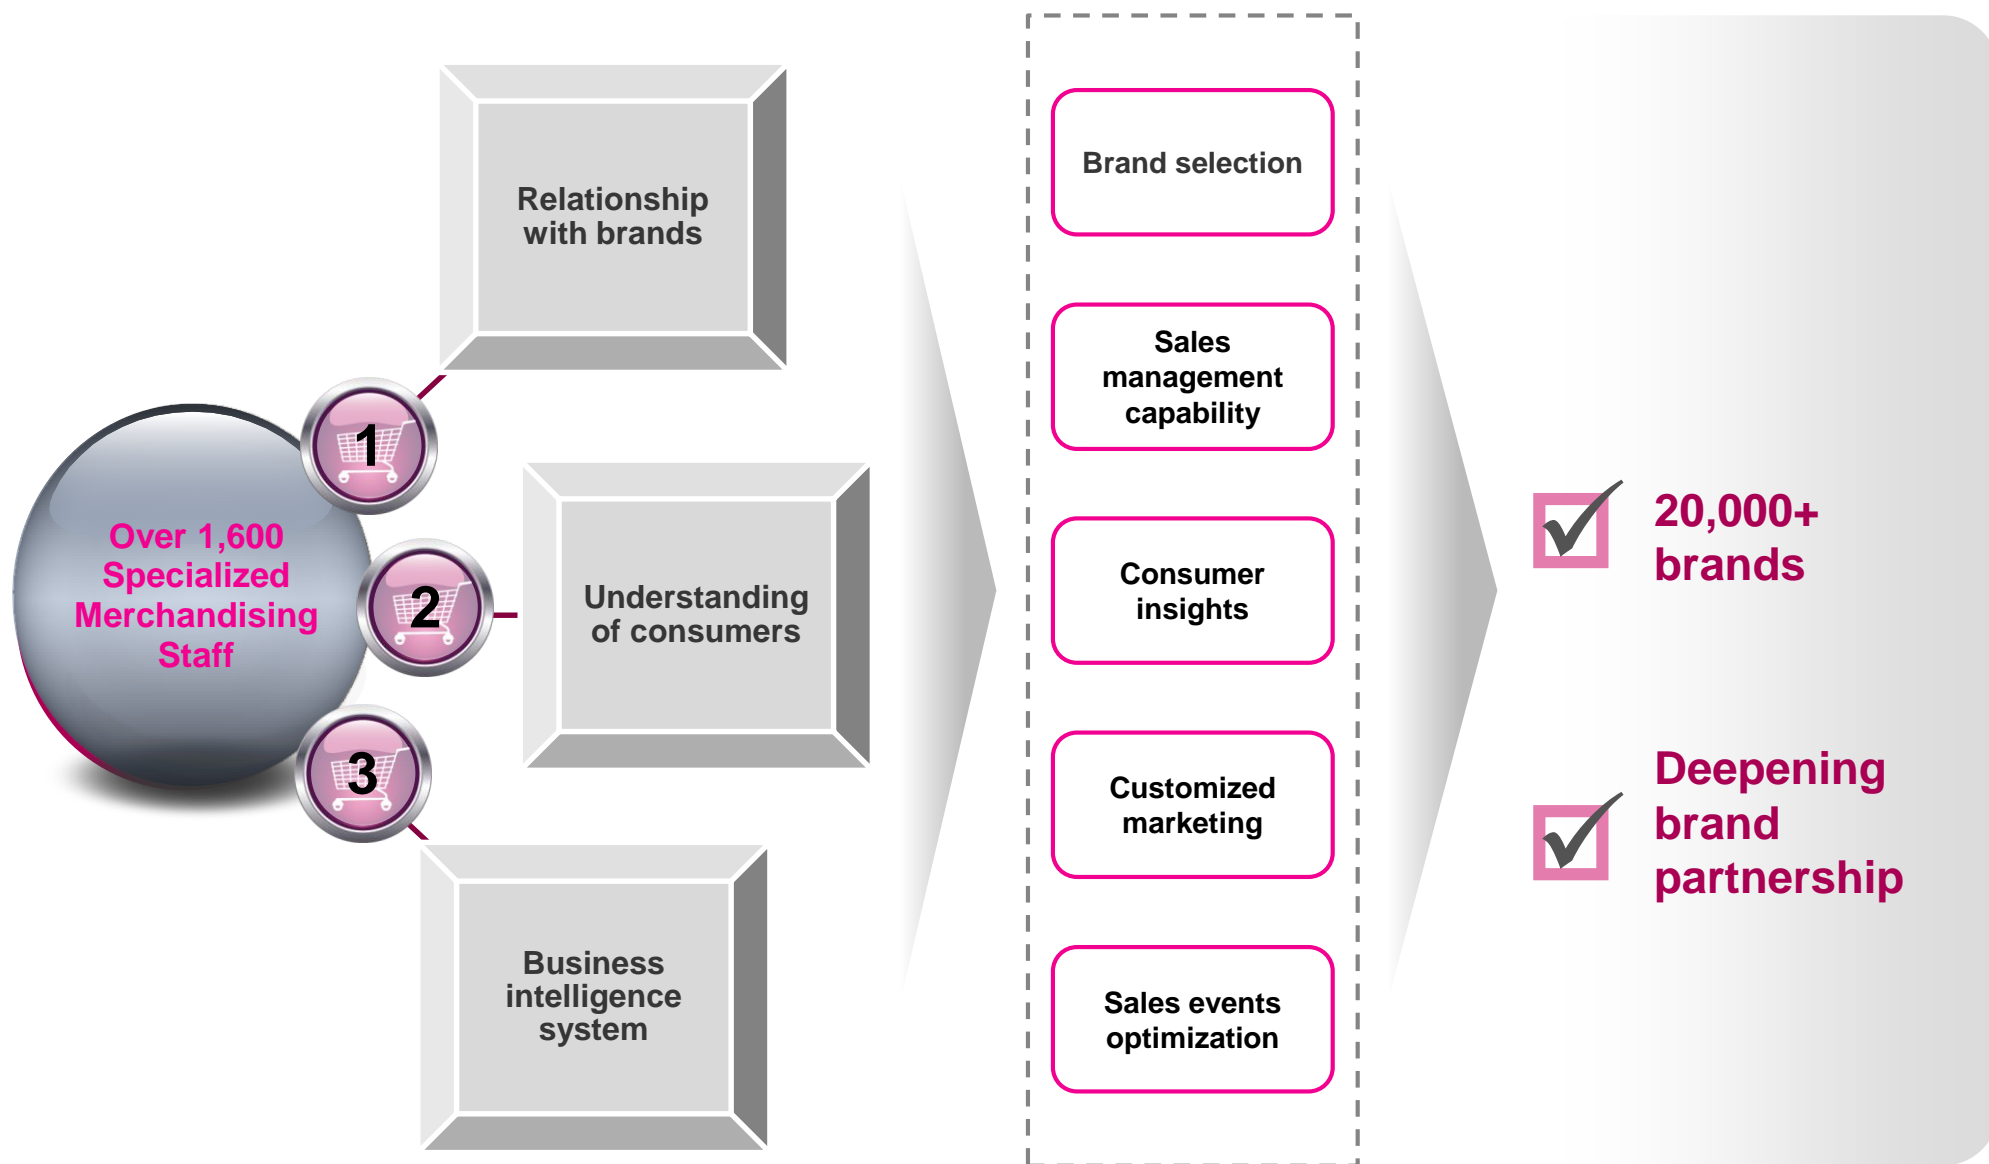 Over 1,600
Specialized
Merchandising
Staff
1
Relationship
with brands
2
Understanding
of consumers
3
Business
intelligence
system
Brand selection
Sales
management
capability
Consumer
insights
Customized
marketing
Sales events
optimization
20,000+
brands
Deepening
brand
partnership